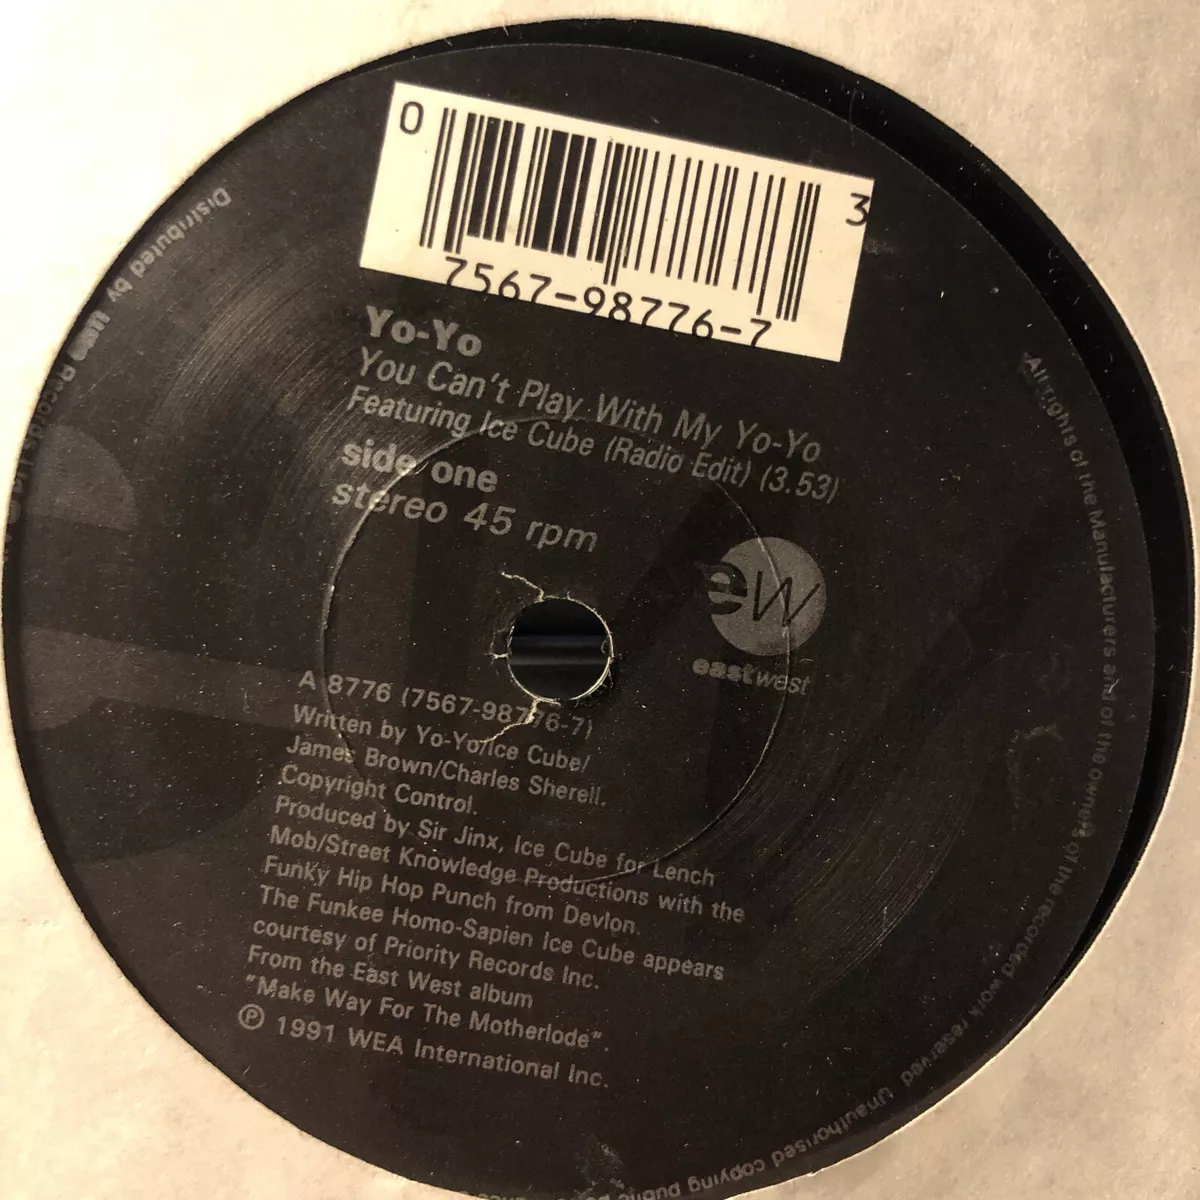 0
3
7567-98776-7
Yo-Yo
You Can't Play With My Yo-Yo
Featuring Ice Cube (Radio Edit) (3.53)
side one
stereo 45 rpm
ew
eastwest
A 8776 (7567-98776-7)
Written by Yo-Yo/Ice Cube/
James Brown/Charles Sherell.
Copyright Control.
Produced by Sir Jinx, Ice Cube for Lench
Mob/Street Knowledge Productions with the
Funky Hip Hop Punch from Devlon.
The Funkee Homo-Sapien Ice Cube appears
courtesy of Priority Records Inc.
From the East West album
"Make Way For The Motherlode".
℗ 1991 WEA International Inc.
All rights of the Manufacturers and of the owners of the recorded work reserved Unauthorised copying public
Distributed by Records